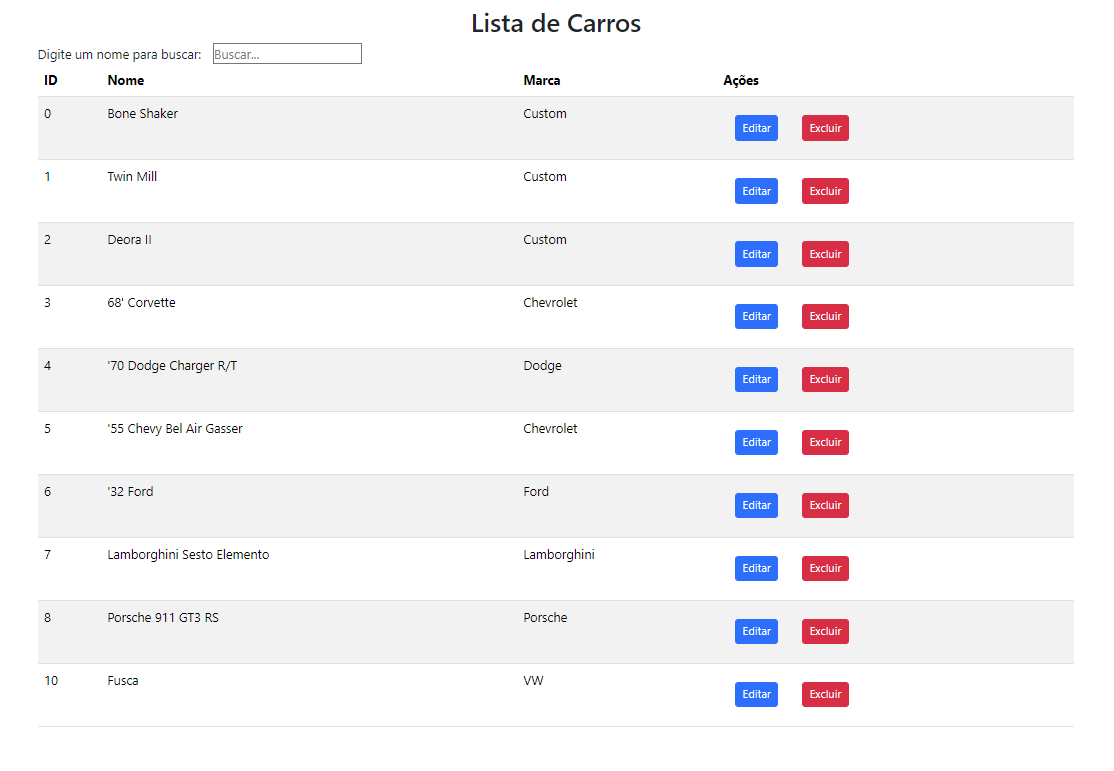 Lista de Carros
Digite um nome para buscar: Buscar...
ID Nome Marca Ações
0 Bone Shaker Custom Editar Excluir
1 Twin Mill Custom Editar Excluir
2 Deora II Custom Editar Excluir
3 68' Corvette Chevrolet Editar Excluir
4 '70 Dodge Charger R/T Dodge Editar Excluir
5 '55 Chevy Bel Air Gasser Chevrolet Editar Excluir
6 '32 Ford Ford Editar Excluir
7 Lamborghini Sesto Elemento Lamborghini Editar Excluir
8 Porsche 911 GT3 RS Porsche Editar Excluir
10 Fusca VW Editar Excluir